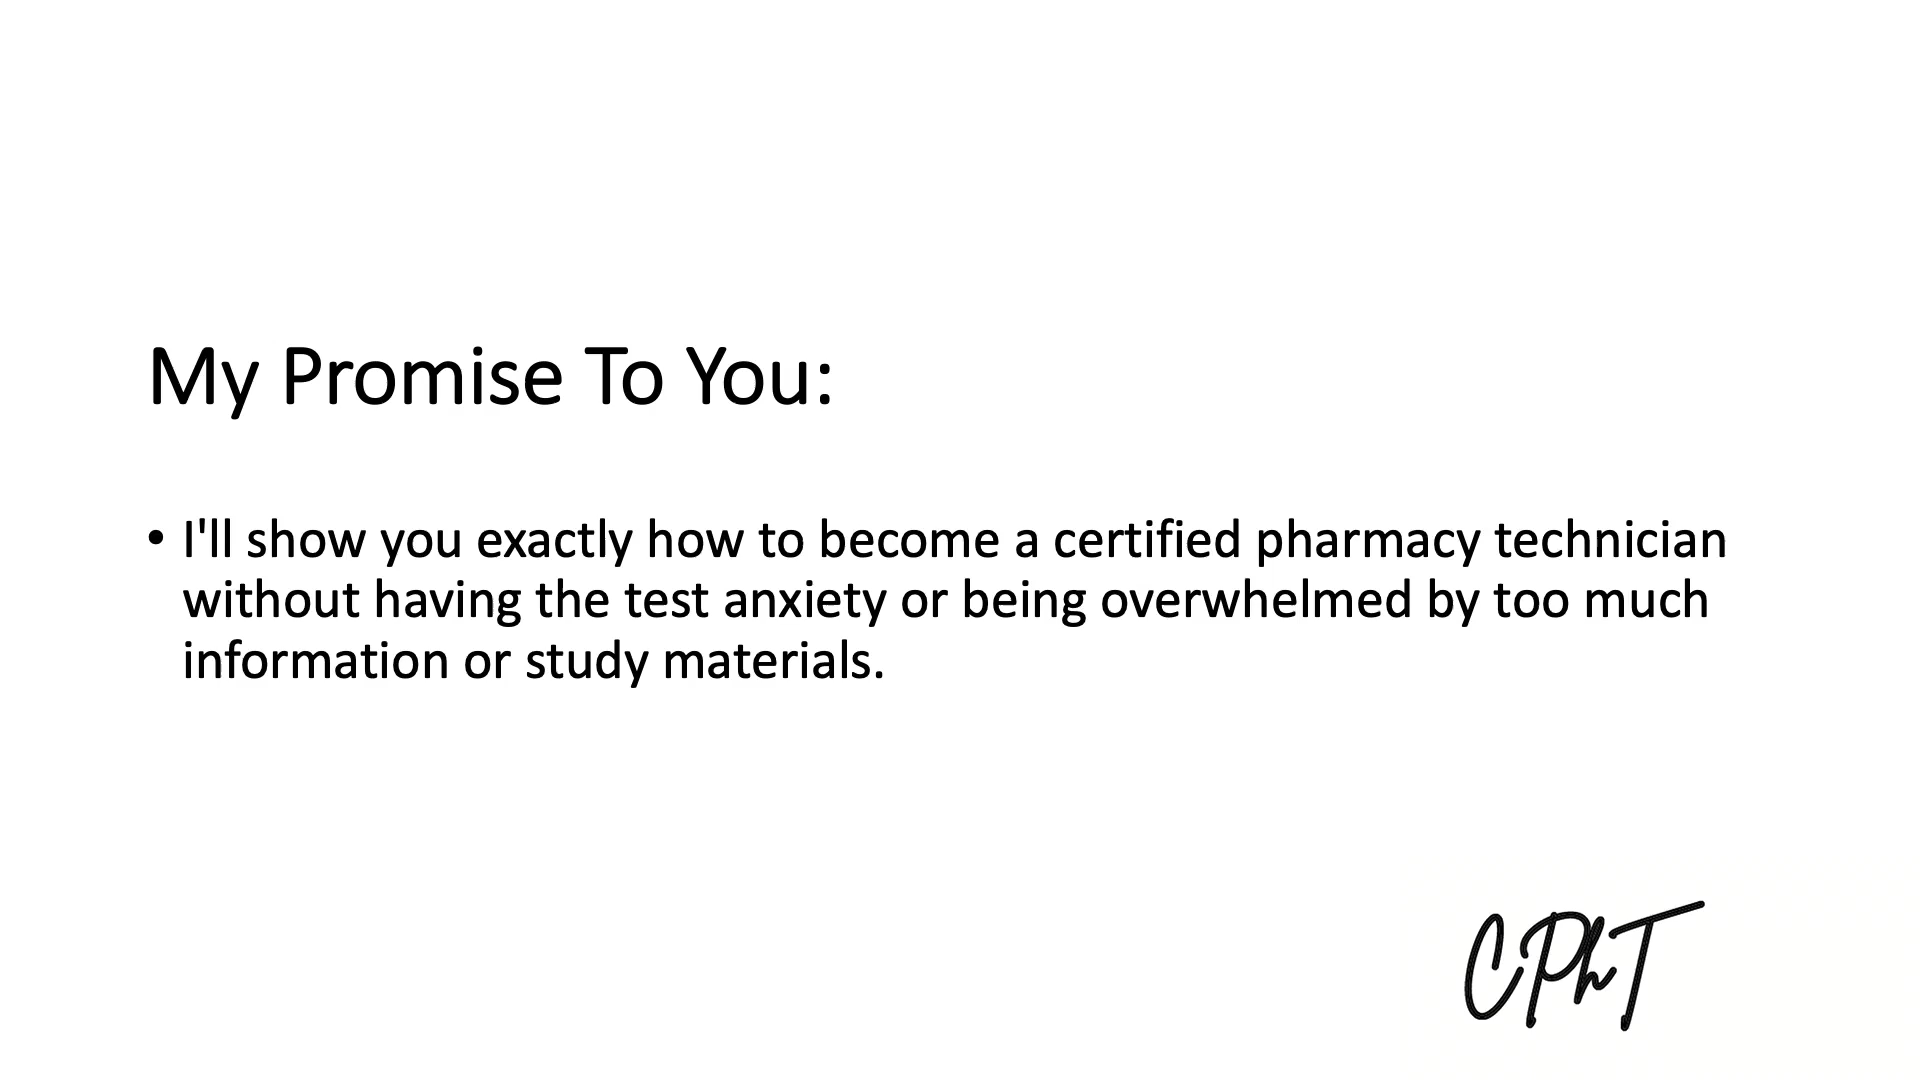 My Promise To You:
• I'll show you exactly how to become a certified pharmacy technician
without having the test anxiety or being overwhelmed by too much
information or study materials.
CPhT